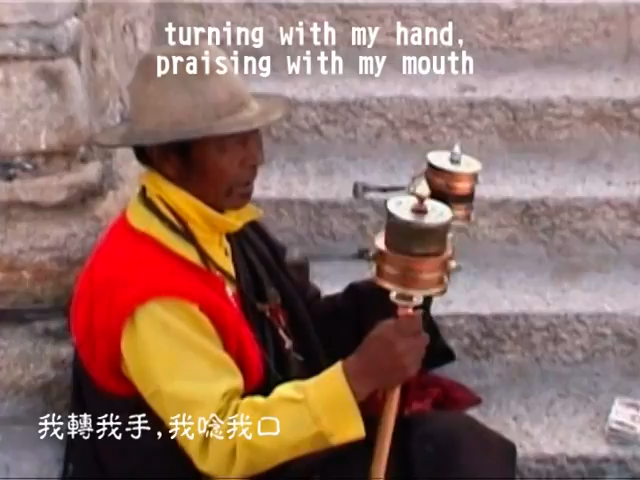 turning with my hand,
praising with my mouth
我轉我手,我唸我口